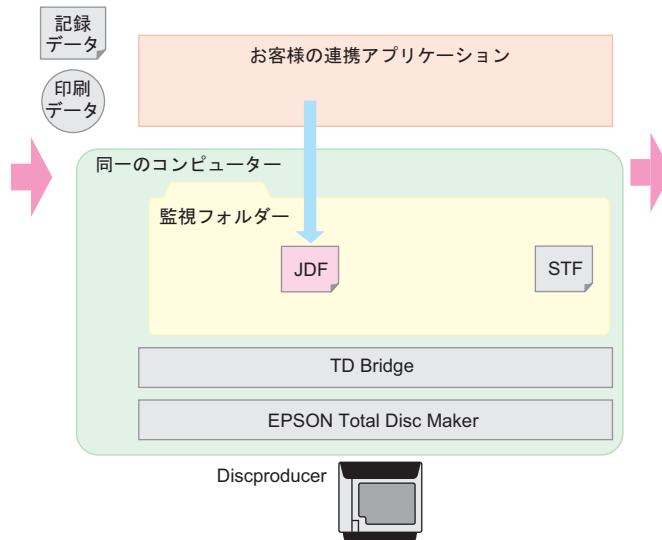 記録
データ
印刷
データ
お客様の連携アプリケーション
同一のコンピューター
監視フォルダー
JDF
STF
TD Bridge
EPSON Total Disc Maker
Discproducer